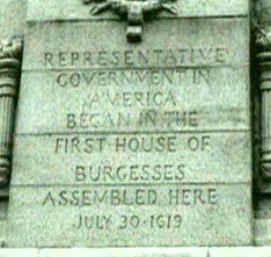 REPRESENTATIVE
GOVERNMENT IN
AMERICA
BEGAN IN THE
FIRST HOUSE OF
BURGESSES
ASSEMBLED HERE
JULY 30·1619